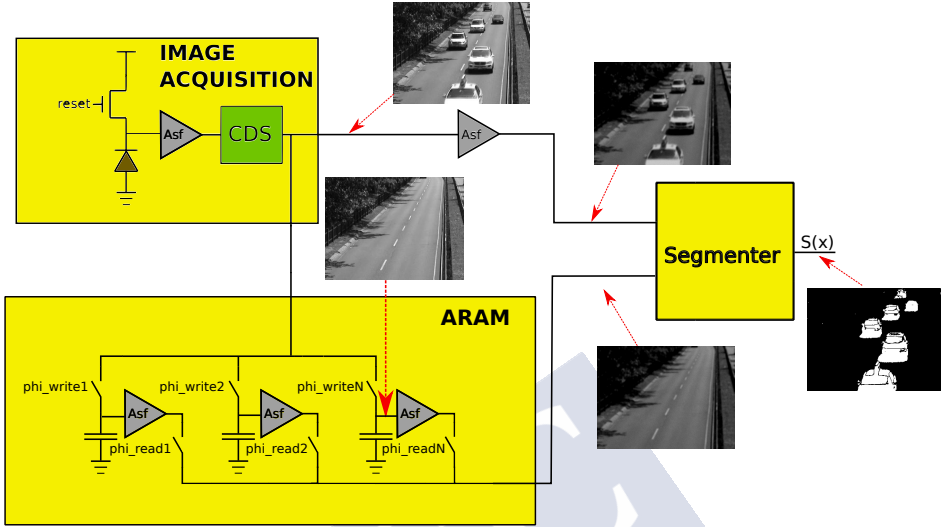 IMAGE
ACQUISITION
reset
Asf
CDS
Asf
Segmenter
S(x)
ARAM
phi_write1
phi_write2
phi_writeN
Asf
Asf
Asf
phi_read1
phi_read2
phi_readN